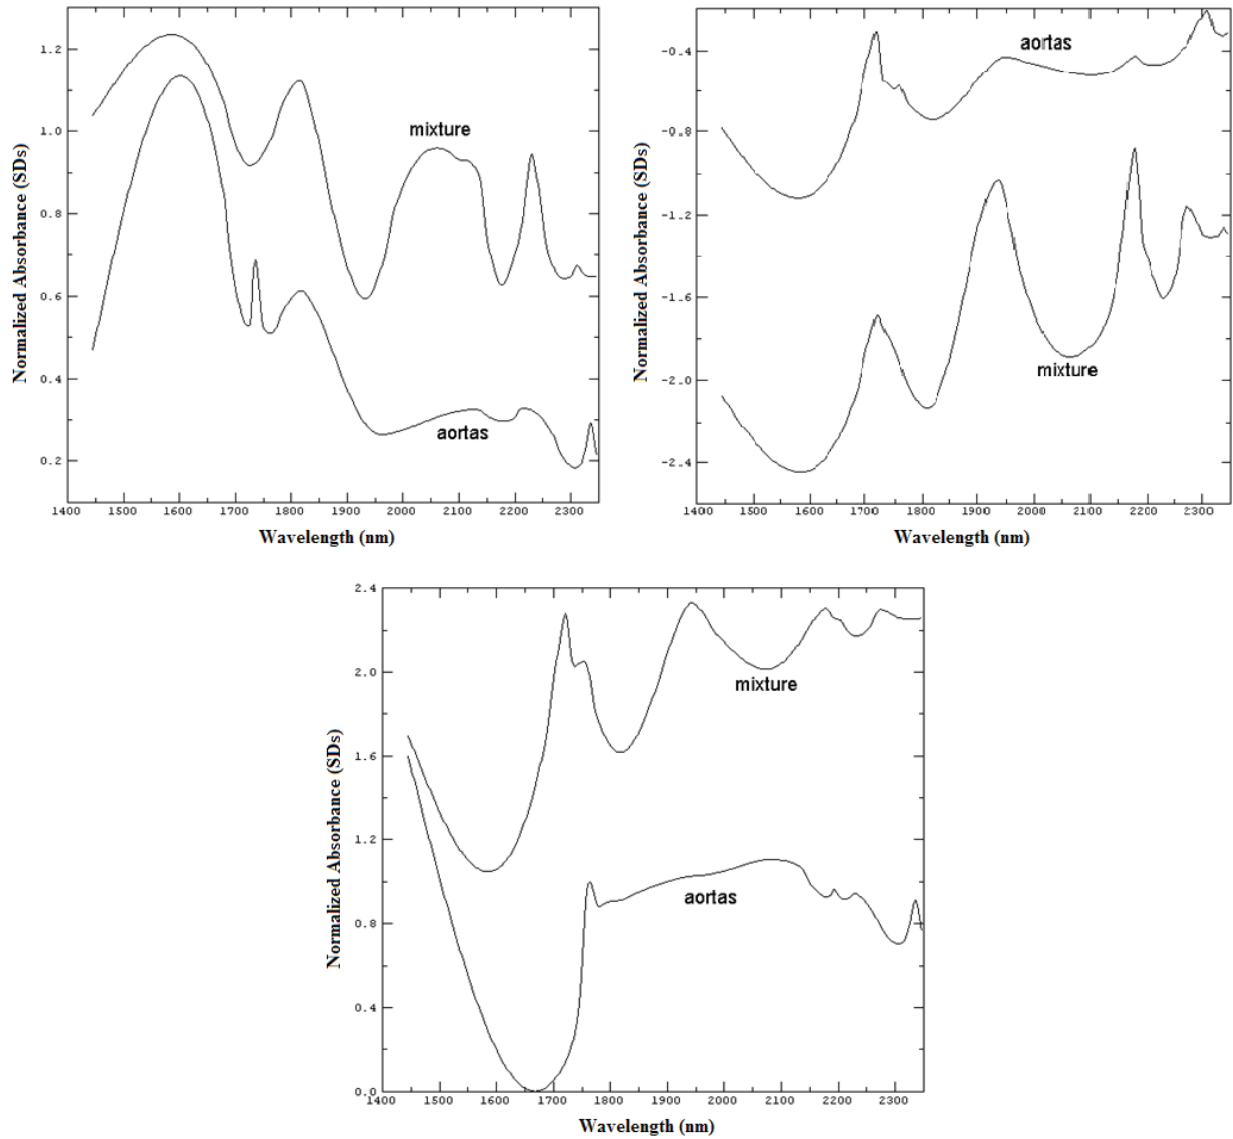 1.2
1.0
0.8
0.6
0.4
0.2
Normalized Absorbance (SDs)
mixture
aortas
1400 1500 1600 1700 1800 1900 2000 2100 2200 2300
Wavelength (nm)
-0.4
-0.8
-1.2
-1.6
-2.0
-2.4
Normalized Absorbance (SDs)
aortas
mixture
1400 1500 1600 1700 1800 1900 2000 2100 2200 2300
Wavelength (nm)
2.4
2.0
1.6
1.2
0.8
0.4
0.0
Normalized Absorbance (SDs)
mixture
aortas
1400 1500 1600 1700 1800 1900 2000 2100 2200 2300
Wavelength (nm)